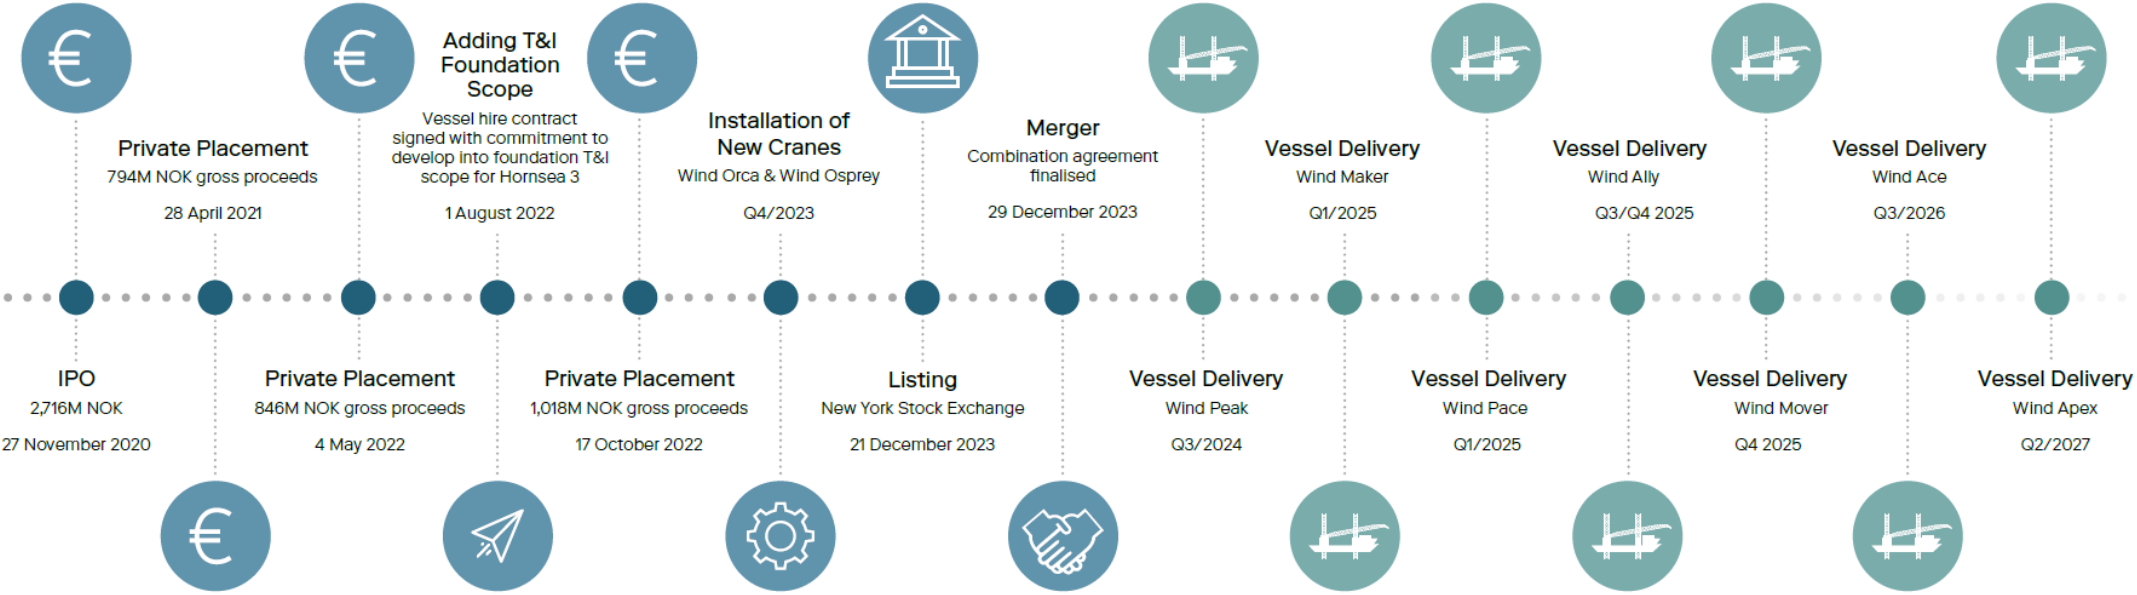 IPO
2,716M NOK
27 November 2020
Private Placement
794M NOK gross proceeds
28 April 2021
Private Placement
846M NOK gross proceeds
4 May 2022
Adding T&I
Foundation
Scope
Vessel hire contract
signed with commitment to
develop into foundation T&I
scope for Hornsea 3
1 August 2022
Private Placement
1,018M NOK gross proceeds
17 October 2022
Installation of
New Cranes
Wind Orca & Wind Osprey
Q4/2023
Listing
New York Stock Exchange
21 December 2023
Merger
Combination agreement
finalised
29 December 2023
Vessel Delivery
Wind Peak
Q3/2024
Vessel Delivery
Wind Maker
Q1/2025
Vessel Delivery
Wind Pace
Q1/2025
Vessel Delivery
Wind Ally
Q3/Q4 2025
Vessel Delivery
Wind Mover
Q4 2025
Vessel Delivery
Wind Ace
Q3/2026
Vessel Delivery
Wind Apex
Q2/2027